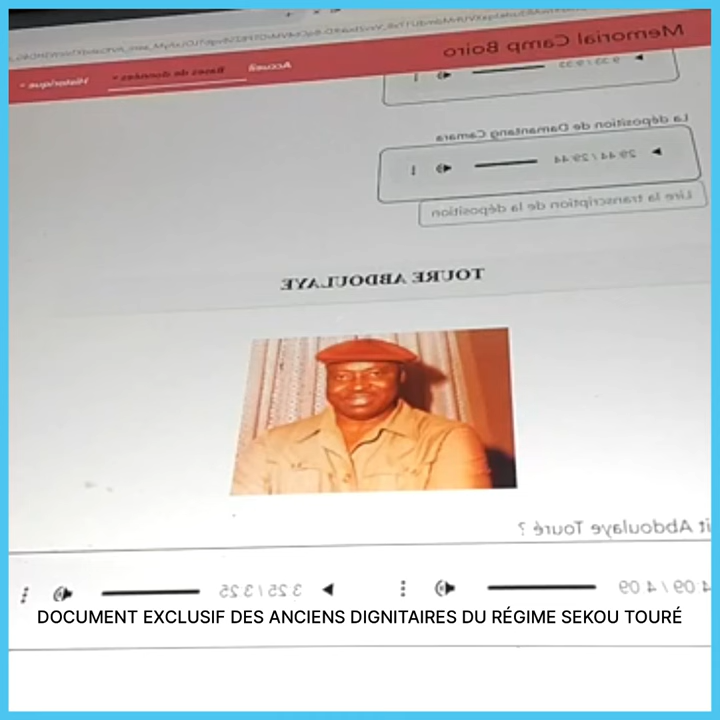 Memorial Camp Boiro
Accueil Bases de données Historique
9:33 / 9:33
La déposition de Damantang Camara
29:44 / 29:44
Lire la transcription de la déposition
TOURE ABDOULAYE
it Abdoulaye Touré ?
4:09 / 4:09 3:25 / 3:25
DOCUMENT EXCLUSIF DES ANCIENS DIGNITAIRES DU RÉGIME SEKOU TOURÉ